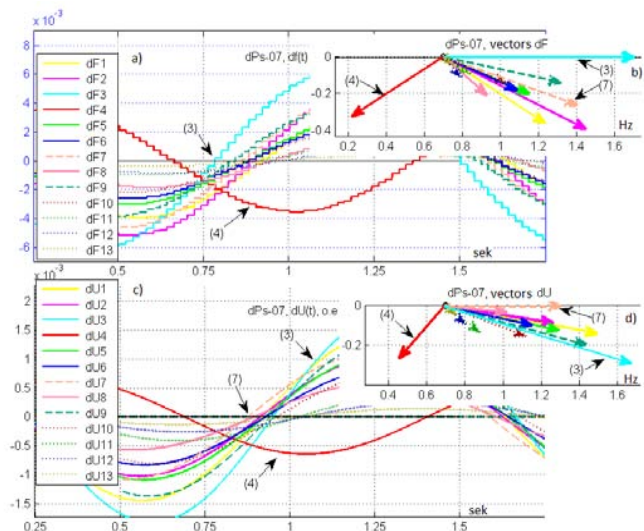 x 10⁻³
8
6
4
2
0
-2
-4
-6
0.5
0.75
1
1.25
1.5
sek
a)
dPs-07, df(t)
(3)
(4)
dF1
dF2
dF3
dF4
dF5
dF6
dF7
dF8
dF9
dF10
dF11
dF12
dF13
dPs-07, vectors dF
b)
(4)
(3)
(7)
0
-0.2
-0.4
0.2
0.4
0.6
0.8
1
1.2
1.4
1.6
Hz
x 10⁻³
c)
dPs-07, dU(t), o.e
(3)
(7)
(4)
2
1.5
1
0.5
0
-0.5
-1
-1.5
0.25
0.5
0.75
1
1.25
1.5
sek
dU1
dU2
dU3
dU4
dU5
dU6
dU7
dU8
dU9
dU10
dU11
dU12
dU13
dPs-07, vectors dU
d)
(4)
(7)
(3)
0
-0.2
0.4
0.6
0.8
1
1.2
1.4
1.6
Hz